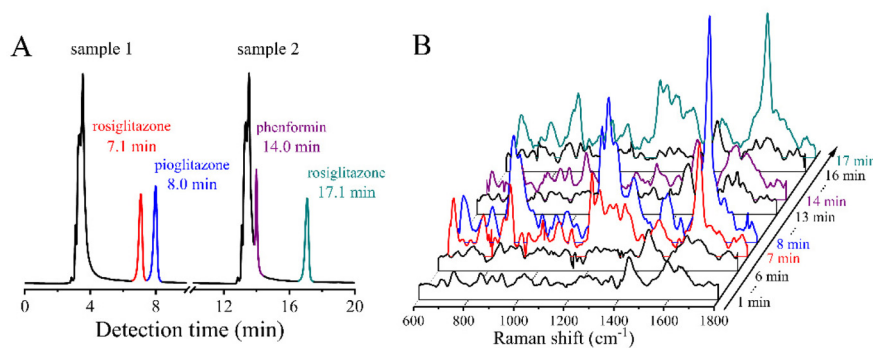 A
sample 1
sample 2
rosiglitazone
7.1 min
pioglitazone
8.0 min
phenformin
14.0 min
rosiglitazone
17.1 min
0 4 8 12 16 20
Detection time (min)
B
17 min
16 min
14 min
13 min
8 min
7 min
6 min
1 min
600 800 1000 1200 1400 1600 1800
Raman shift (cm⁻¹)